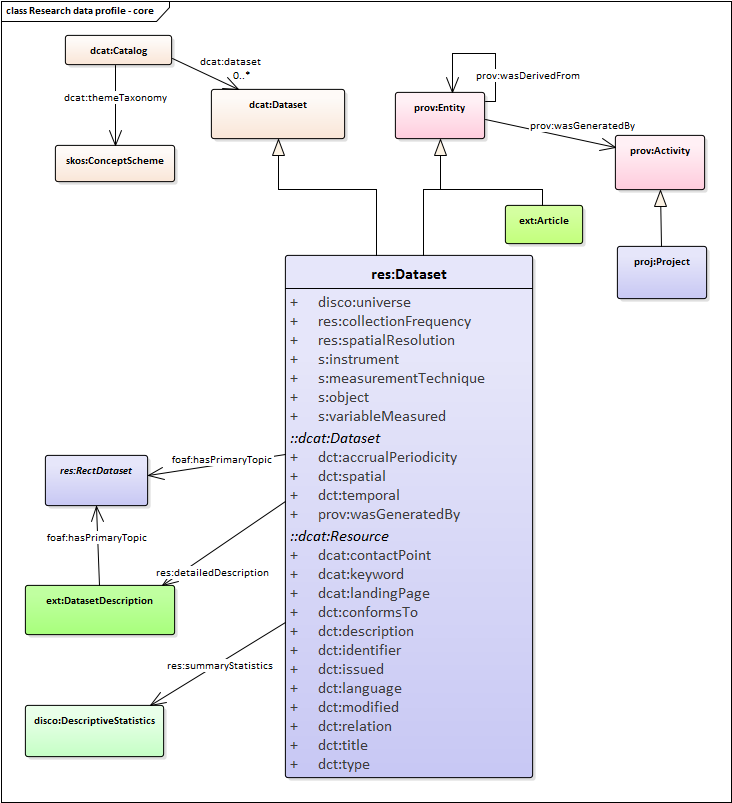 class Research data profile - core
dcat:Catalog
dcat:dataset
0..*
dcat:themeTaxonomy
dcat:Dataset
skos:ConceptScheme
prov:wasDerivedFrom
prov:Entity
prov:wasGeneratedBy
prov:Activity
ext:Article
proj:Project
res:Dataset
+ disco:universe
+ res:collectionFrequency
+ res:spatialResolution
+ s:instrument
+ s:measurementTechnique
+ s:object
+ s:variableMeasured
::dcat:Dataset
+ dct:accrualPeriodicity
+ dct:spatial
+ dct:temporal
+ prov:wasGeneratedBy
::dcat:Resource
+ dcat:contactPoint
+ dcat:keyword
+ dcat:landingPage
+ dct:conformsTo
+ dct:description
+ dct:identifier
+ dct:issued
+ dct:language
+ dct:modified
+ dct:relation
+ dct:title
+ dct:type
foaf:hasPrimaryTopic
res:RectDataset
foaf:hasPrimaryTopic
res:detailedDescription
ext:DatasetDescription
res:summaryStatistics
disco:DescriptiveStatistics